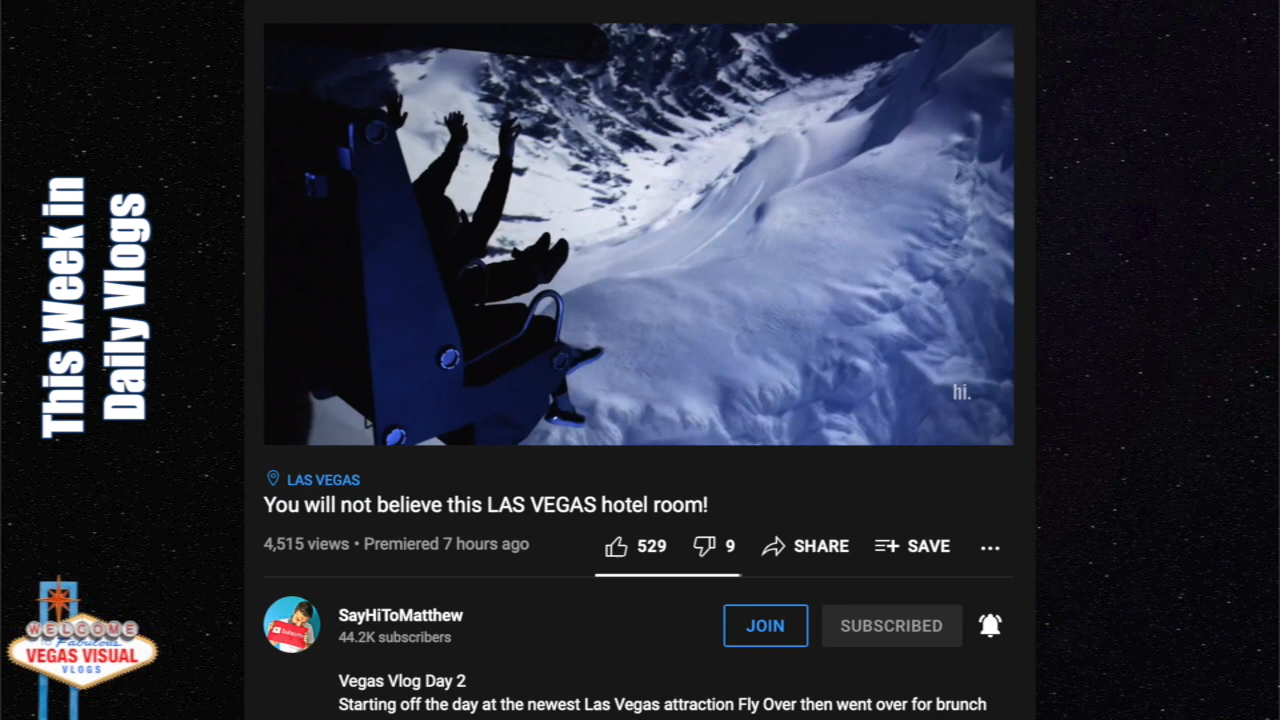 This Week in
Daily Vlogs
hi.
LAS VEGAS
You will not believe this LAS VEGAS hotel room!
4,515 views • Premiered 7 hours ago
529
9
SHARE
SAVE
SayHiToMatthew
44.2K subscribers
JOIN
SUBSCRIBED
Vegas Vlog Day 2
Starting off the day at the newest Las Vegas attraction Fly Over then went over for brunch
WELCOME
to Fabulous
VEGAS VISUAL
VLOGS